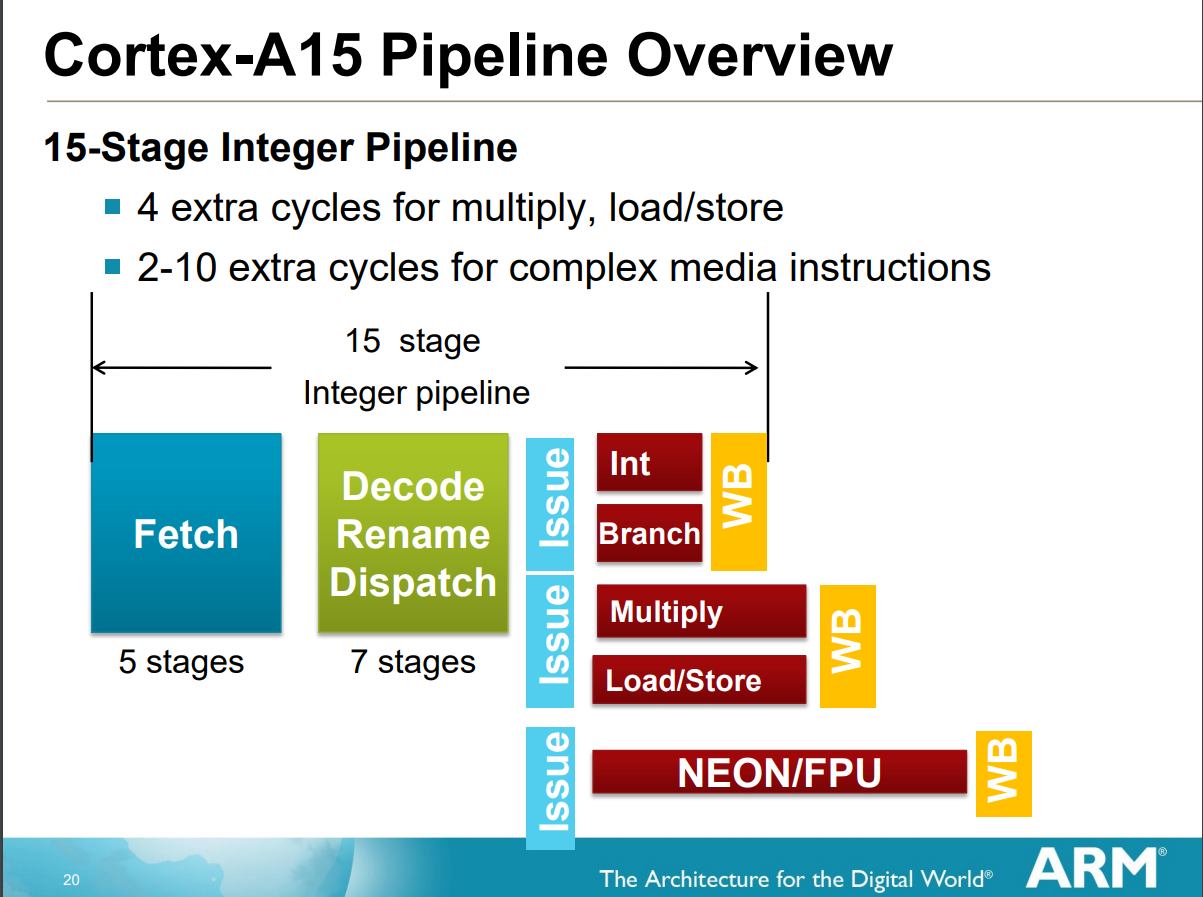 Cortex-A15 Pipeline Overview
15-Stage Integer Pipeline
4 extra cycles for multiply, load/store
2-10 extra cycles for complex media instructions
15 stage
Integer pipeline
Fetch
5 stages
Decode
Rename
Dispatch
7 stages
Issue
Int
Branch
WB
Issue
Multiply
Load/Store
WB
Issue
NEON/FPU
WB
20
The Architecture for the Digital World®
ARM®